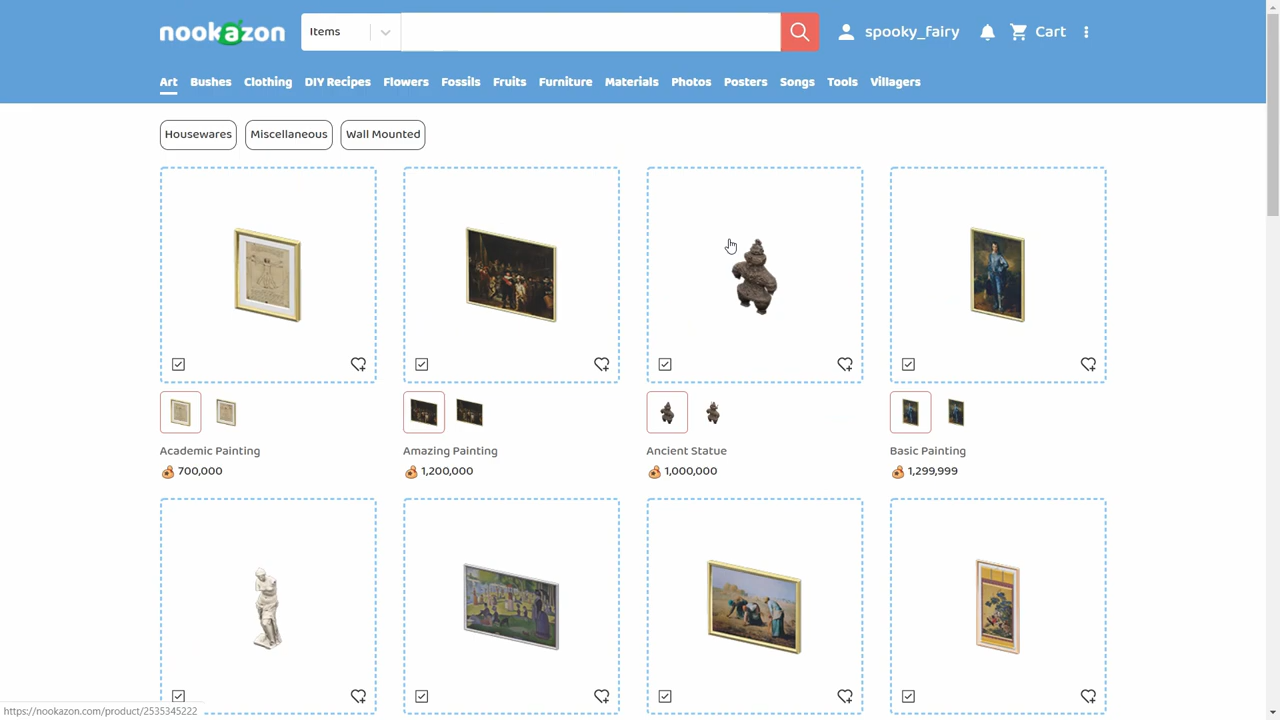 nookazon Items spooky_fairy Cart
Art Bushes Clothing DIY Recipes Flowers Fossils Fruits Furniture Materials Photos Posters Songs Tools Villagers
Housewares Miscellaneous Wall Mounted
Academic Painting Amazing Painting Ancient Statue Basic Painting
700,000 1,200,000 1,000,000 1,299,999
https://nookazon.com/product/2535345222